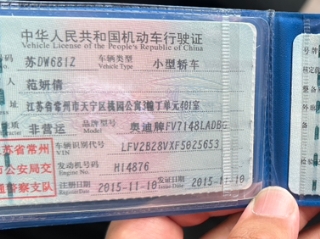 中华人民共和国机动车行驶证
Vehicle License of the People's Republic of China
苏DW681Z 车辆类型 Vehicle Type 小型轿车
范妍倩
江苏省常州市天宁区桃园公寓3幢丁单元401室
非营运 品牌型号 奥迪牌FV7148LADBG
江苏省常州 车辆识别代号 VIN LFV2B28VXF5025653
市公安局交 发动机号码 H14876
通警察支队 注册日期 2015-11-10 发证日期 2015-11-10